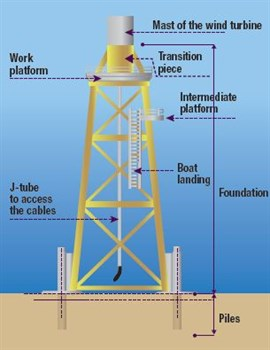 Mast of the wind turbine
Work
platform
Transition
piece
Intermediate
platform
Boat
landing
J-tube
to access
the cables
Foundation
Piles